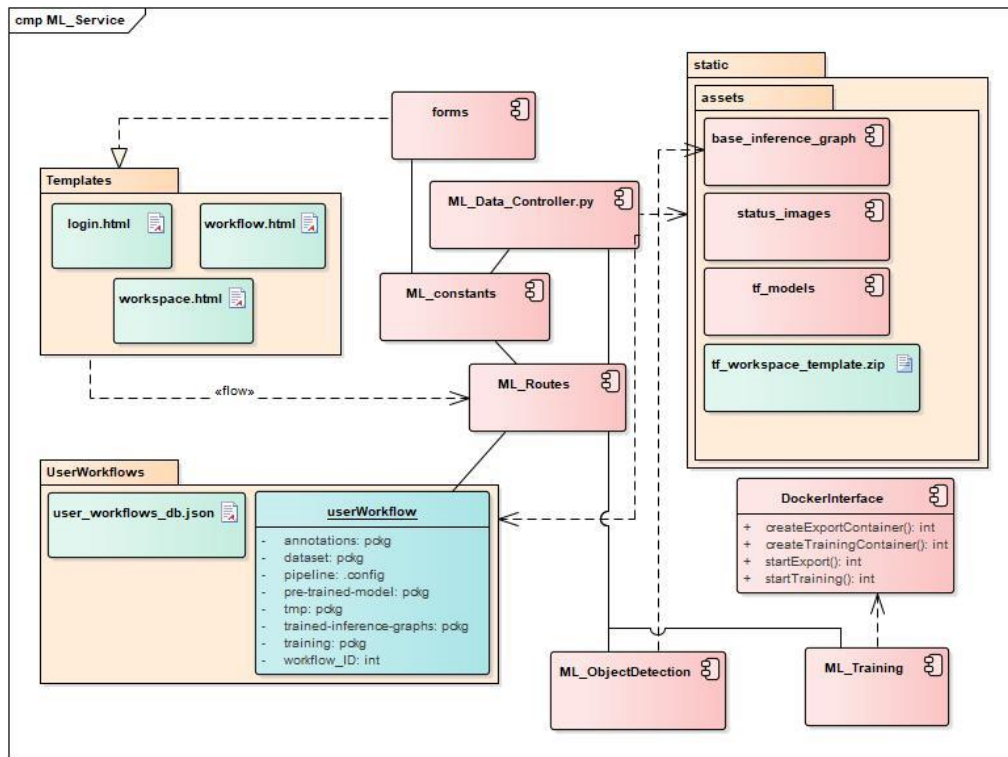 cmp ML_Service
static
assets
forms
base_inference_graph
Templates
login.html
workflow.html
workspace.html
ML_Data_Controller.py
status_images
ML_constants
tf_models
ML_Routes
tf_workspace_template.zip
«flow»
UserWorkflows
user_workflows_db.json
userWorkflow
- annotations: pckg
- dataset: pckg
- pipeline: .config
- pre-trained-model: pckg
- tmp: pckg
- trained-inference-graphs: pckg
- training: pckg
- workflow_ID: int
DockerInterface
+ createExportContainer(): int
+ createTrainingContainer(): int
+ startExport(): int
+ startTraining(): int
ML_ObjectDetection
ML_Training